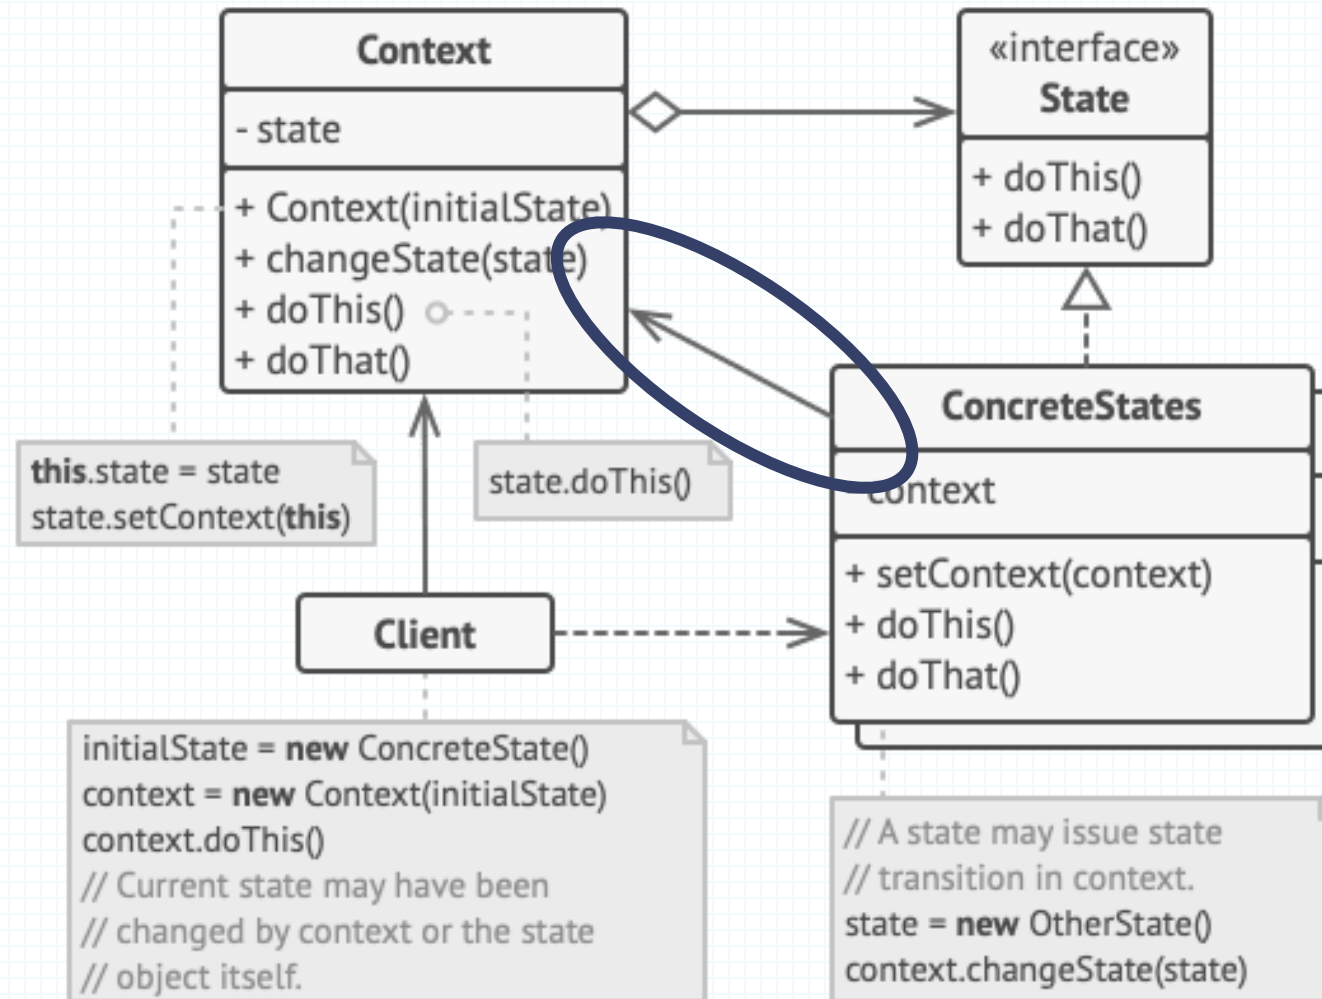 Context
- state
+ Context(initialState)
+ changeState(state)
+ doThis()
+ doThat()
«interface»
State
+ doThis()
+ doThat()
this.state = state
state.setContext(this)
state.doThis()
ConcreteStates
context
+ setContext(context)
+ doThis()
+ doThat()
Client
initialState = new ConcreteState()
context = new Context(initialState)
context.doThis()
// Current state may have been
// changed by context or the state
// object itself.
// A state may issue state
// transition in context.
state = new OtherState()
context.changeState(state)